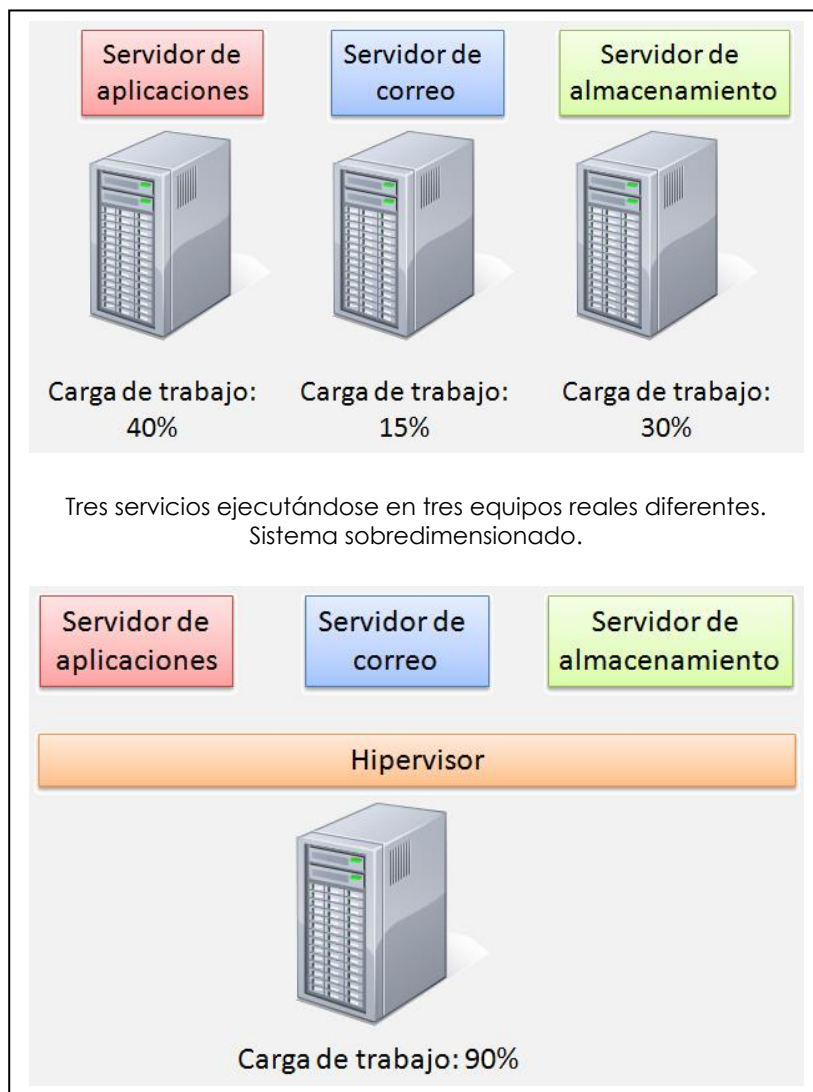 Servidor de
aplicaciones
Servidor de
correo
Servidor de
almacenamiento
Carga de trabajo:
40%
Carga de trabajo:
15%
Carga de trabajo:
30%
Tres servicios ejecutándose en tres equipos reales diferentes.
Sistema sobredimensionado.
Servidor de
aplicaciones
Servidor de
correo
Servidor de
almacenamiento
Hipervisor
Carga de trabajo: 90%